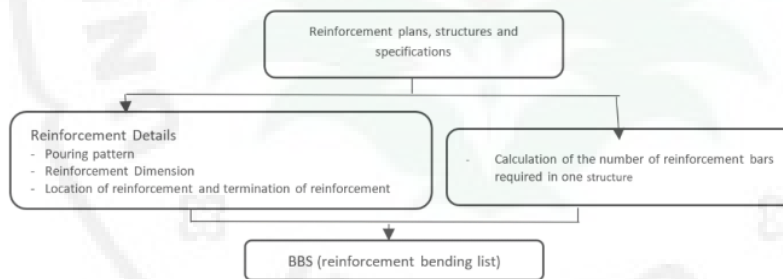 Reinforcement plans, structures and
specifications
Reinforcement Details
- Pouring pattern
- Reinforcement Dimension
- Location of reinforcement and termination of reinforcement
- Calculation of the number of reinforcement bars
required in one structure
BBS (reinforcement bending list)